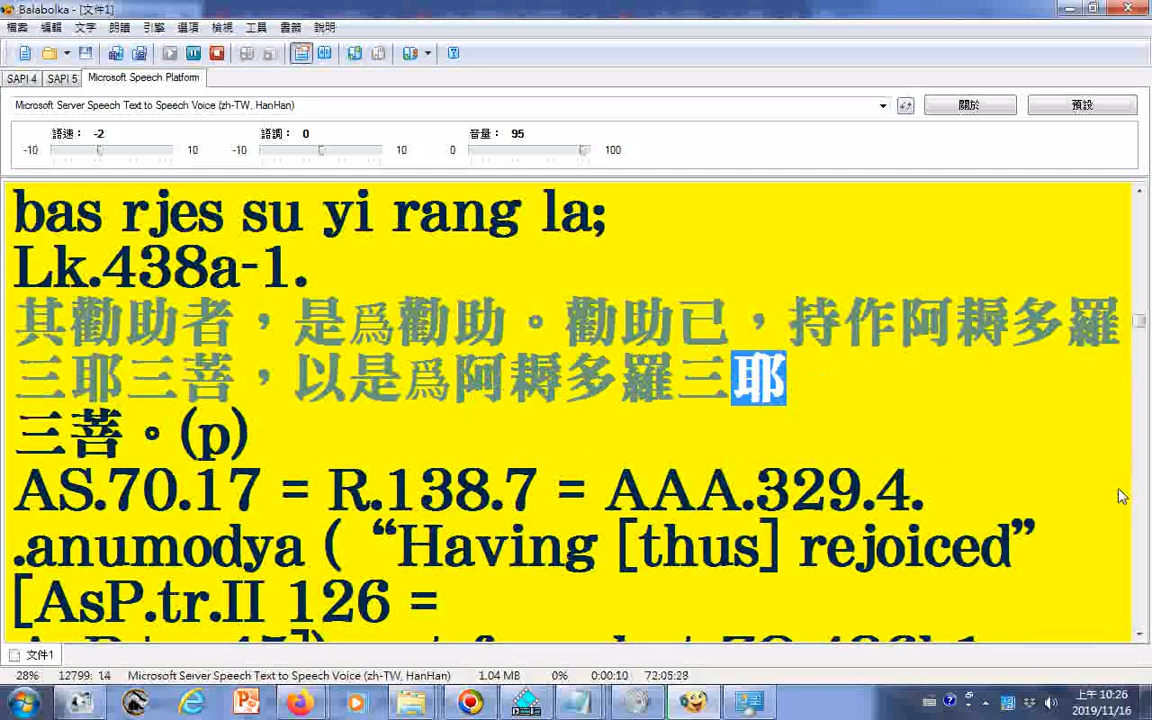 Balabolka - [文件1]
檔案 編輯 文字 朗讀 引擎 選項 檢視 工具 書籤 說明
SAPI 4 SAPI 5 Microsoft Speech Platform
Microsoft Server Speech Text to Speech Voice (zh-TW, HanHan) 關於 預設
語速： -2 語調： 0 音量： 95
-10 10 -10 10 0 100
bas rjes su yi rang la;
Lk.438a-1.
其勸助者，是爲勸助。勸助已，持作阿耨多羅
三耶三菩，以是爲阿耨多羅三耶
三菩。(p)
AS.70.17 = R.138.7 = AAA.329.4.
.anumodya (“Having [thus] rejoiced”
[AsP.tr.II 126 =
文件1
28% 12799: 14 Microsoft Server Speech Text to Speech Voice (zh-TW, HanHan) 1.04 MB 0% 0:00:10 72:05:28
上午 10:26
2019/11/16